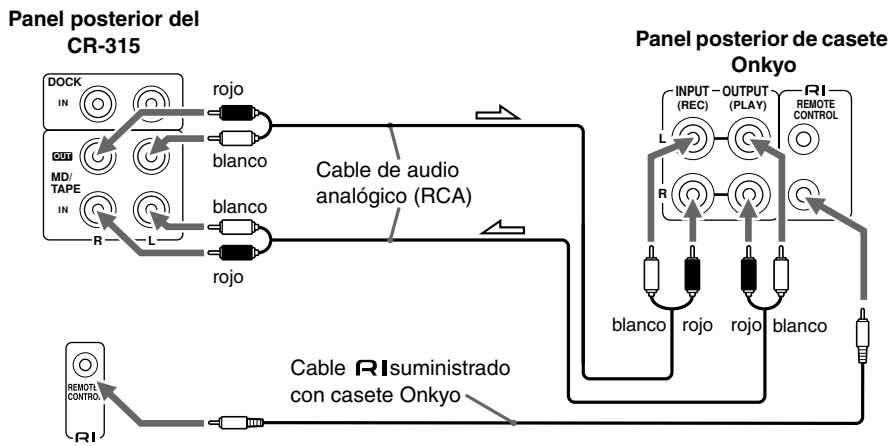 Panel posterior del
CR-315
DOCK
IN
OUT
MD/
TAPE
IN
R
L
rojo
blanco
Cable de audio
analógico (RCA)
blanco
rojo
Panel posterior de casete
Onkyo
INPUT
(REC)
OUTPUT
(PLAY)
RI
REMOTE
CONTROL
L
R
blanco
rojo
rojo
blanco
REMOTE
CONTROL
RI
Cable RI suministrado
con casete Onkyo